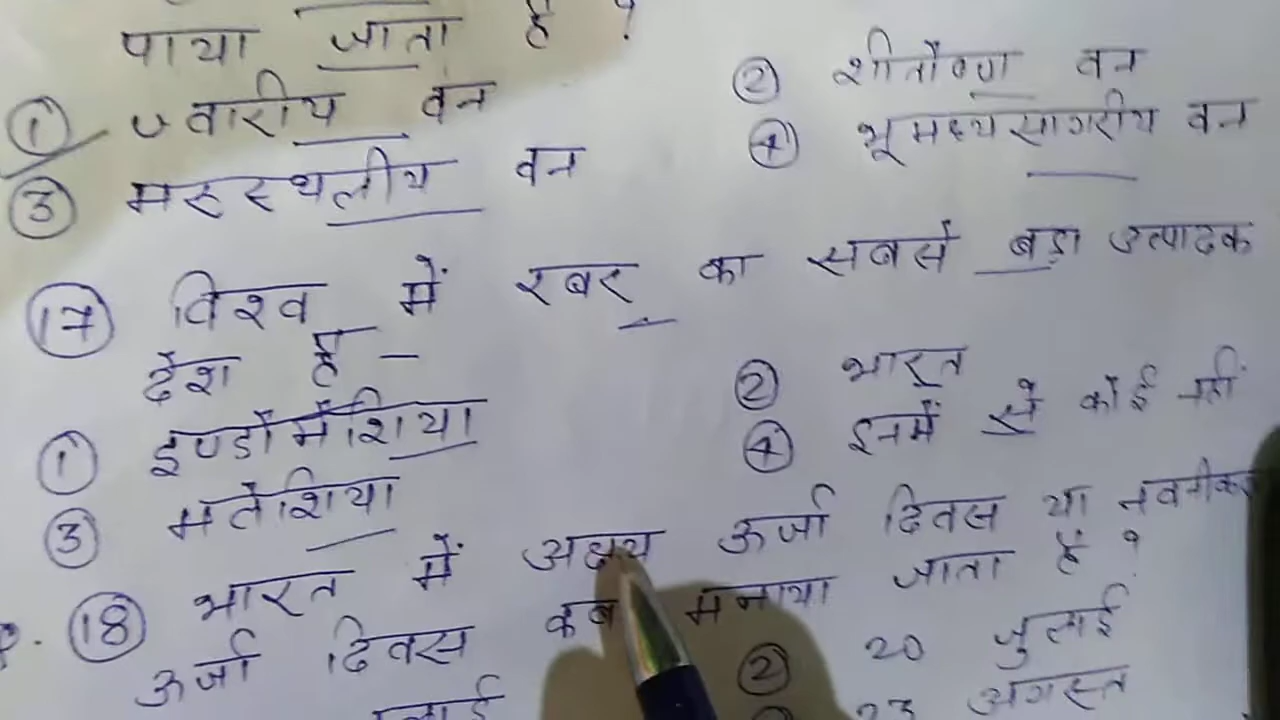 पाया जाता है ?
① ज्वारीय वन ② शीतोष्ण वन
③ मरुस्थलीय वन ④ भूमध्यसागरीय वन
⑰ विश्व में रबर का सबसे बड़ा उत्पादक
देश है –
① इण्डोनेशिया ② भारत
③ मलेशिया ④ इनमें से कोई नहीं
⑱ भारत में अक्षय ऊर्जा दिवस या
ऊर्जा दिवस कब मनाया जाता है ?
② 20 जुलाई
अगस्त